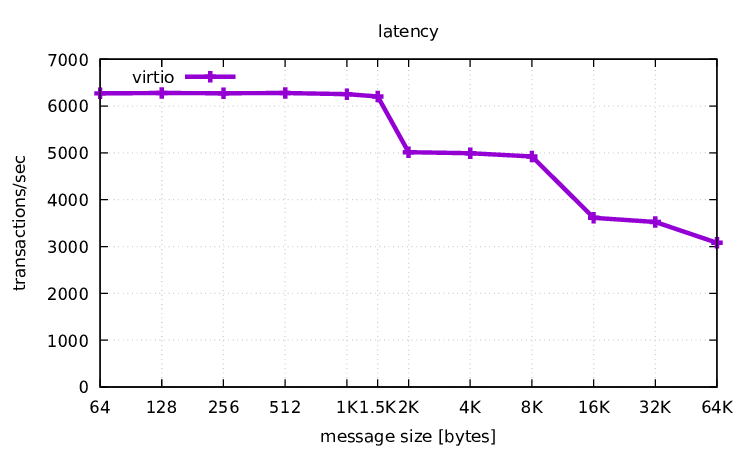 latency
7000
6000
5000
4000
3000
2000
1000
0
virtio
transactions/sec
64 128 256 512 1K 1.5K 2K 4K 8K 16K 32K 64K
message size [bytes]